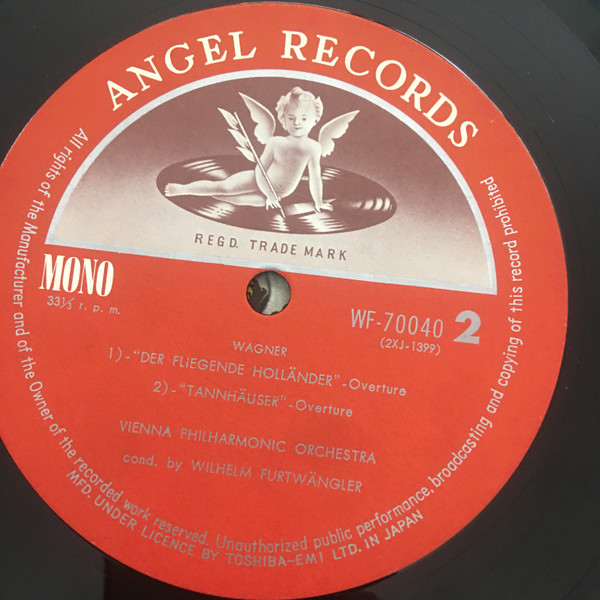 ANGEL RECORDS
REGD. TRADE MARK
MONO
33⅓ r. p. m.
WF-70040 2
(2XJ-1399)
WAGNER
1)-"DER FLIEGENDE HOLLÄNDER"-Overture
2)-"TANNHÄUSER"-Overture
VIENNA PHILHARMONIC ORCHESTRA
cond. by WILHELM FURTWÄNGLER
All rights of the Manufacturer and of the Owner of the recorded work reserved. Unauthorized public performance, broadcasting and copying of this record prohibited
MFD. UNDER LICENCE BY TOSHIBA-EMI LTD. IN JAPAN